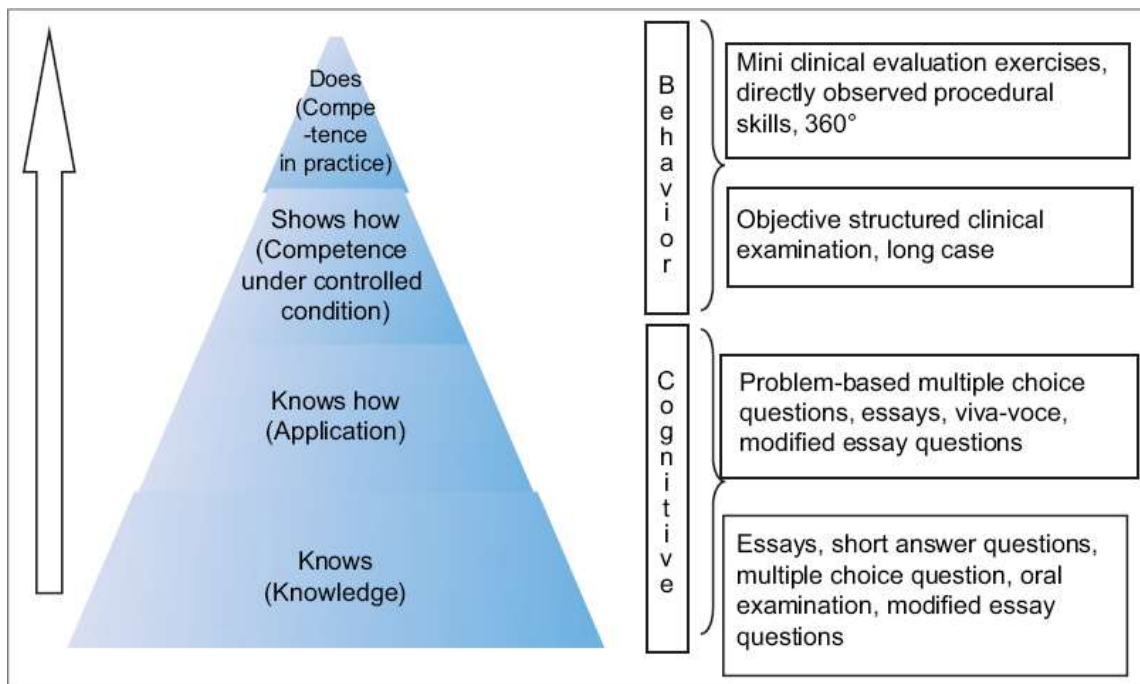 Does
(Compe
-tence
in practice)
Shows how
(Competence
under controlled
condition)
Knows how
(Application)
Knows
(Knowledge)
Behavior
Cognitive
Mini clinical evaluation exercises,
directly observed procedural
skills, 360°
Objective structured clinical
examination, long case
Problem-based multiple choice
questions, essays, viva-voce,
modified essay questions
Essays, short answer questions,
multiple choice question, oral
examination, modified essay
questions